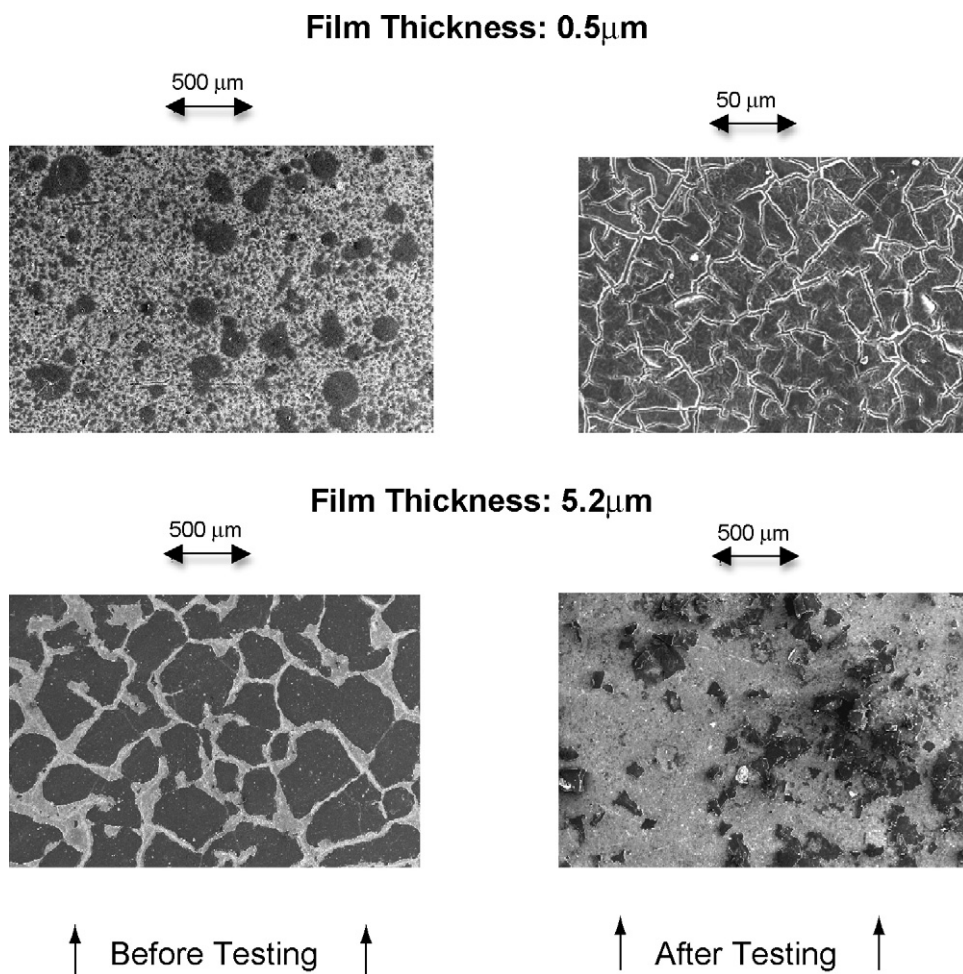 Film Thickness: 0.5μm
500 μm
50 μm
Film Thickness: 5.2μm
500 μm
500 μm
Before Testing
After Testing